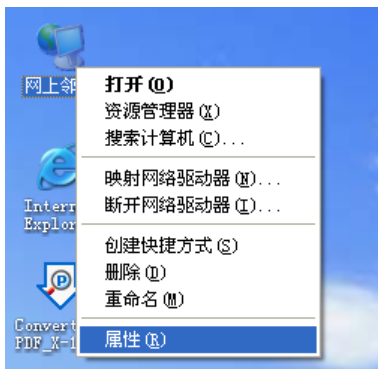 网上邻
打开(O)
资源管理器(X)
搜索计算机(C)...
映射网络驱动器(N)...
断开网络驱动器(I)...
创建快捷方式(S)
删除(D)
重命名(M)
属性(R)
Intern
Explor
Convert
PDF_X-1